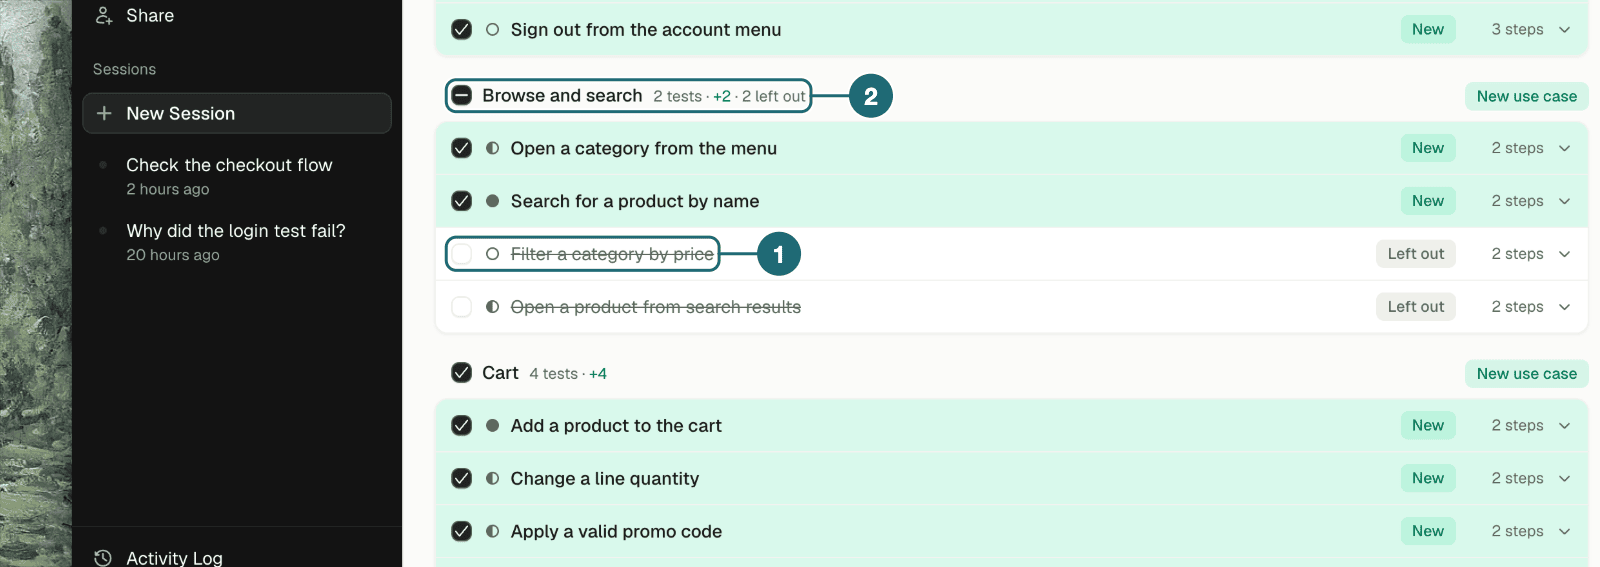 Share
Sessions
New Session
Check the checkout flow
2 hours ago
Why did the login test fail?
20 hours ago
Activity Log
Sign out from the account menu New 3 steps
Browse and search 2 tests · +2 · 2 left out 2 New use case
Open a category from the menu New 2 steps
Search for a product by name New 2 steps
Filter a category by price 1 Left out 2 steps
Open a product from search results Left out 2 steps
Cart 4 tests · +4 New use case
Add a product to the cart New 2 steps
Change a line quantity New 2 steps
Apply a valid promo code New 2 steps